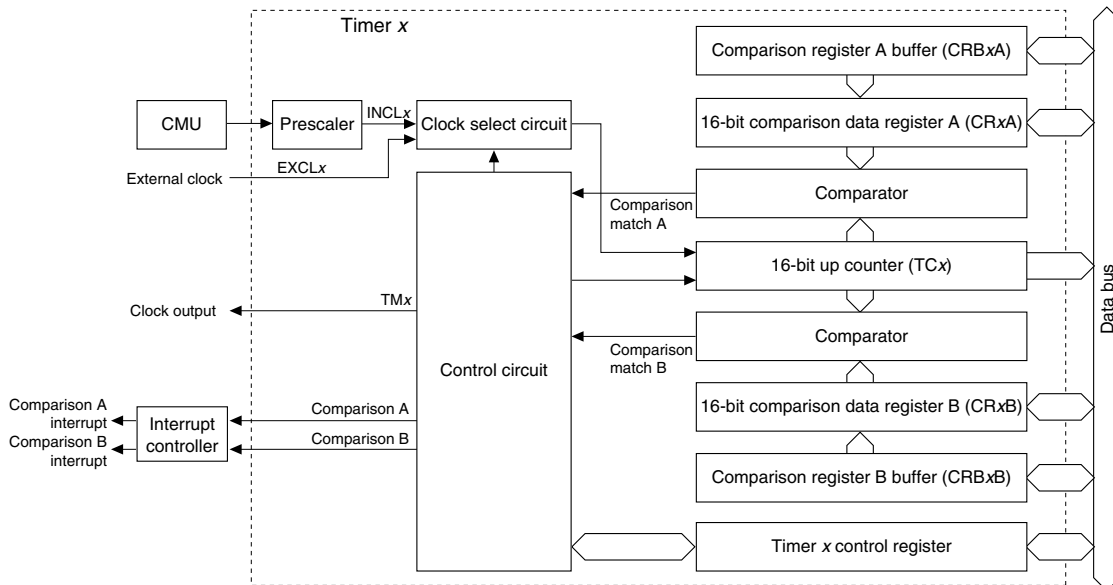 Timer x
Comparison register A buffer (CRBxA)
16-bit comparison data register A (CRxA)
CMU
Prescaler
INCLx
Clock select circuit
External clock
EXCLx
Comparison
match A
Comparator
16-bit up counter (TCx)
Clock output
TMx
Comparator
Comparison
match B
Control circuit
16-bit comparison data register B (CRxB)
Comparison A
interrupt
Comparison B
interrupt
Interrupt
controller
Comparison A
Comparison B
Comparison register B buffer (CRBxB)
Timer x control register
Data bus